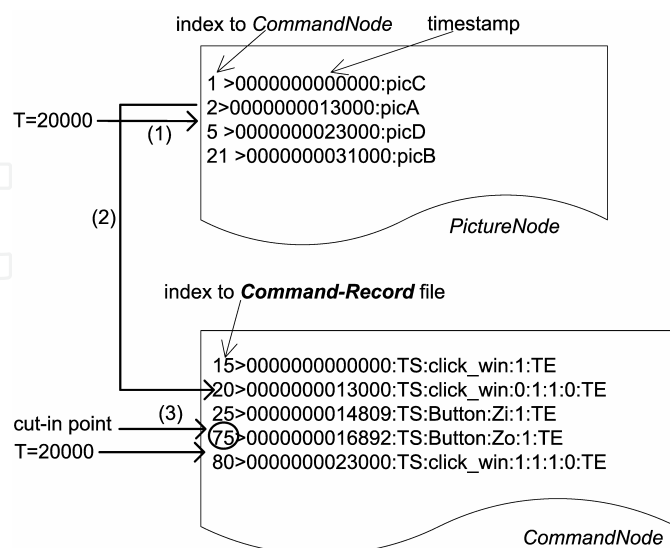 index to CommandNode
timestamp
1 >0000000000000:picC
2>0000000013000:picA
T=20000
(1)
5 >0000000023000:picD
21 >0000000031000:picB
(2)
PictureNode
index to Command-Record file
15>0000000000000:TS:click_win:1:TE
20>0000000013000:TS:click_win:0:1:1:0:TE
25>0000000014809:TS:Button:Zi:1:TE
cut-in point
(3)
75>0000000016892:TS:Button:Zo:1::TE
T=20000
80>0000000023000:TS:click_win:1:1:1:0:TE
CommandNode